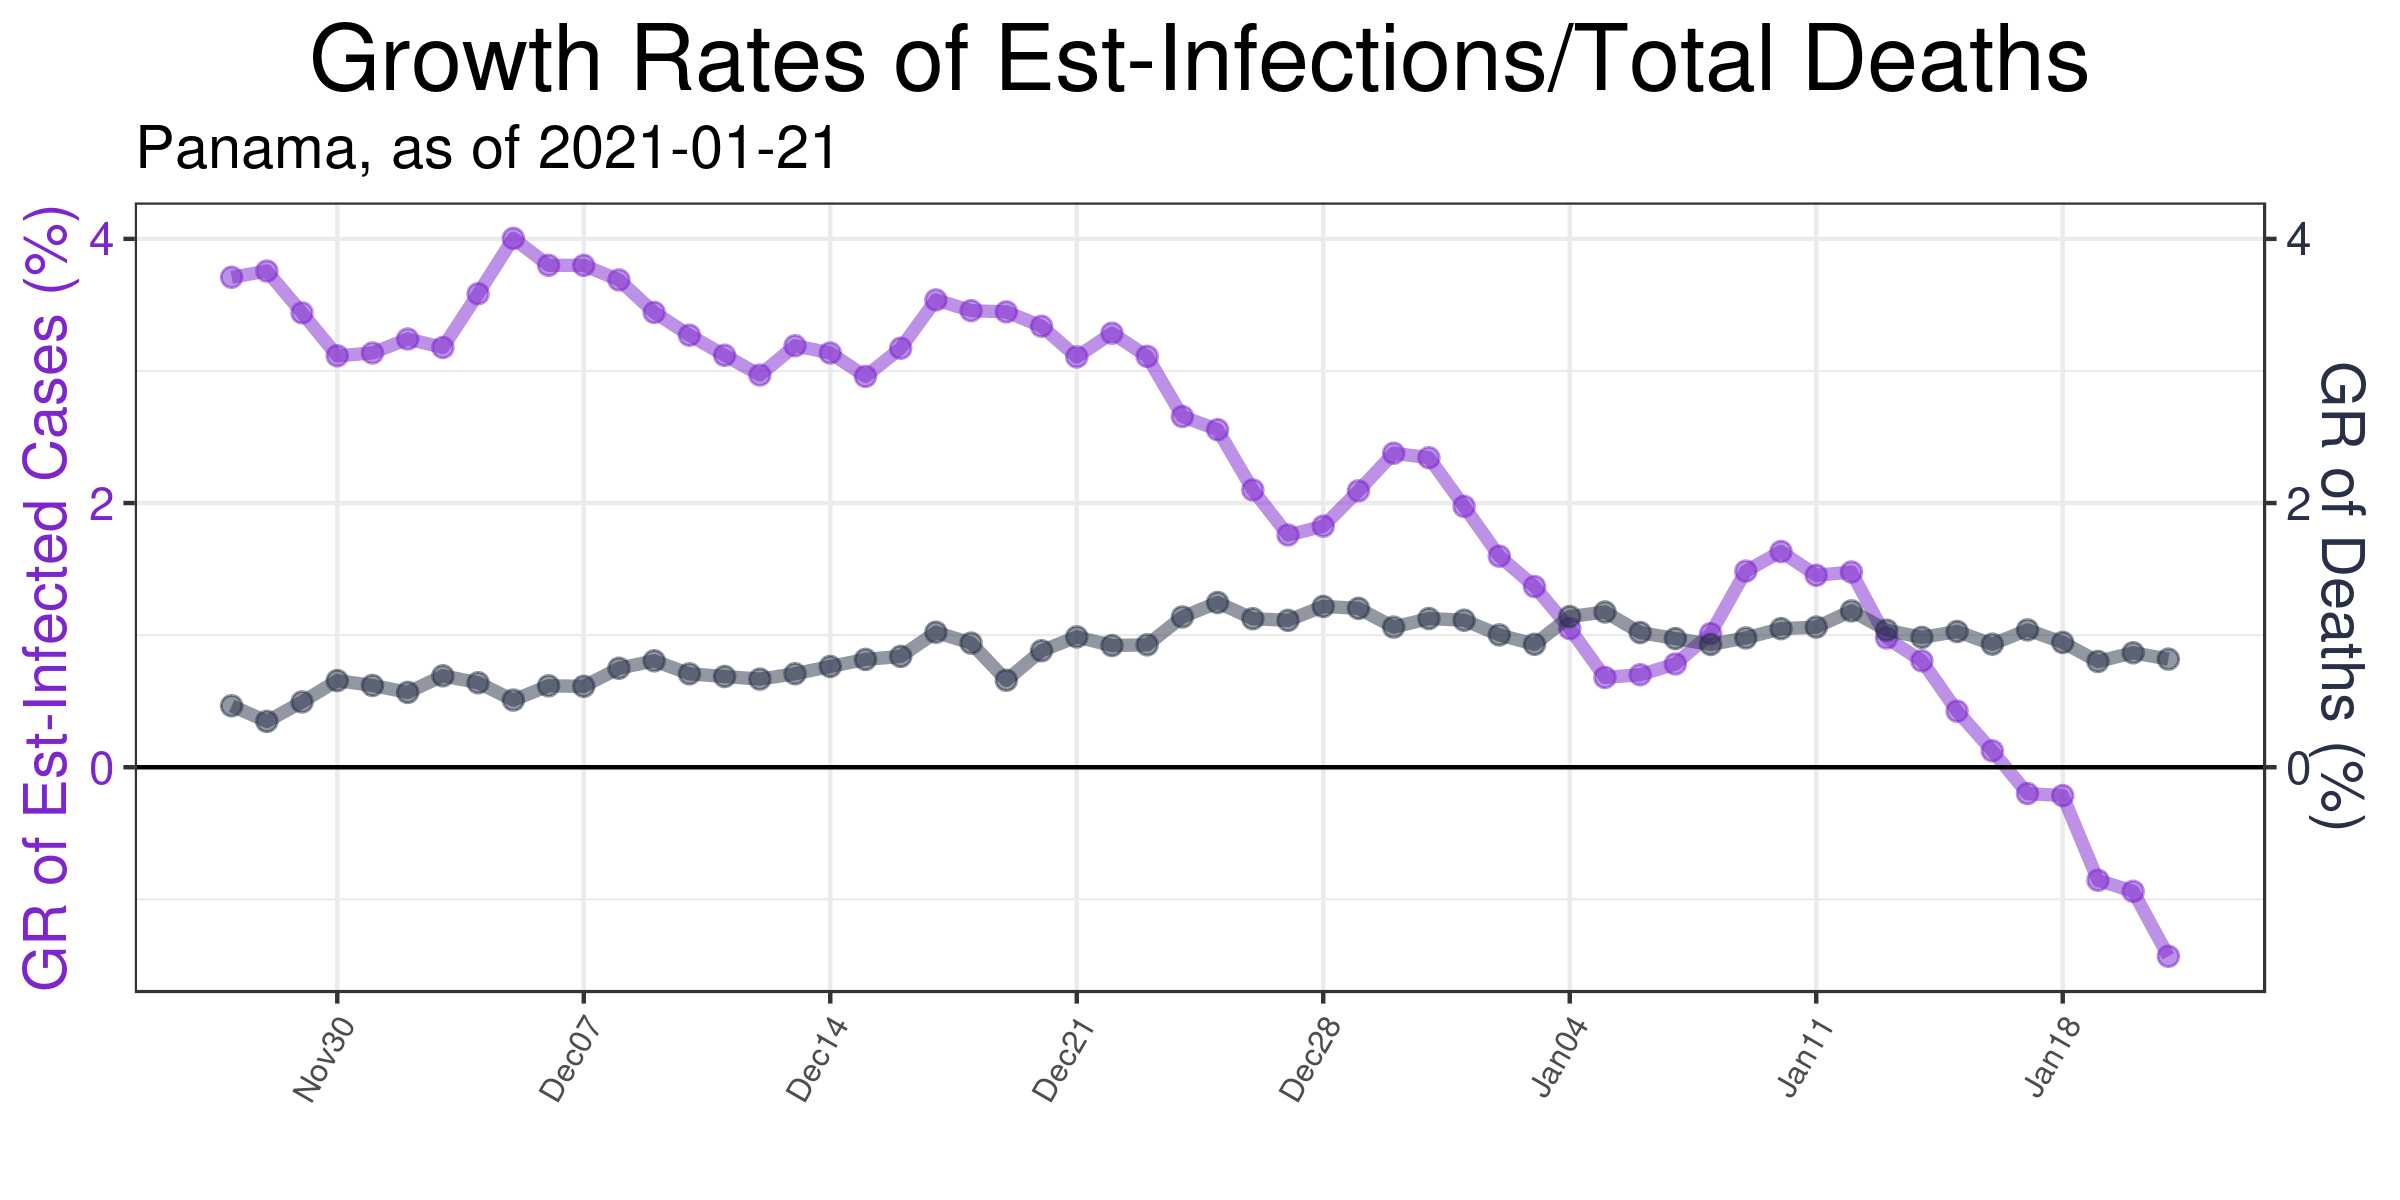 Growth Rates of Est-Infections/Total Deaths
Panama, as of 2021-01-21
GR of Est-Infected Cases (%)
4
2
0
4
2
0
GR of Deaths (%)
Nov30
Dec07
Dec14
Dec21
Dec28
Jan04
Jan11
Jan18